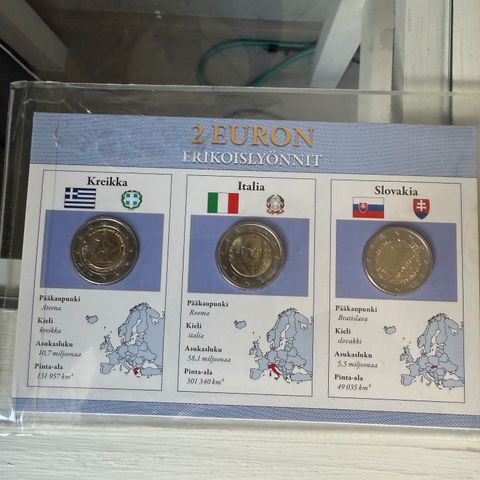 2 EURON
ERIKOISLYÖNNIT
Kreikka
Pääkaupunki
Ateena
Kieli
kreikka
Asukasluku
10,7 miljoonaa
Pinta-ala
131 957 km²
Italia
Pääkaupunki
Rooma
Kieli
italia
Asukasluku
58,1 miljoonaa
Pinta-ala
301 340 km²
Slovakia
Pääkaupunki
Bratislava
Kieli
slovakki
Asukasluku
5,5 miljoonaa
Pinta-ala
49 035 km²